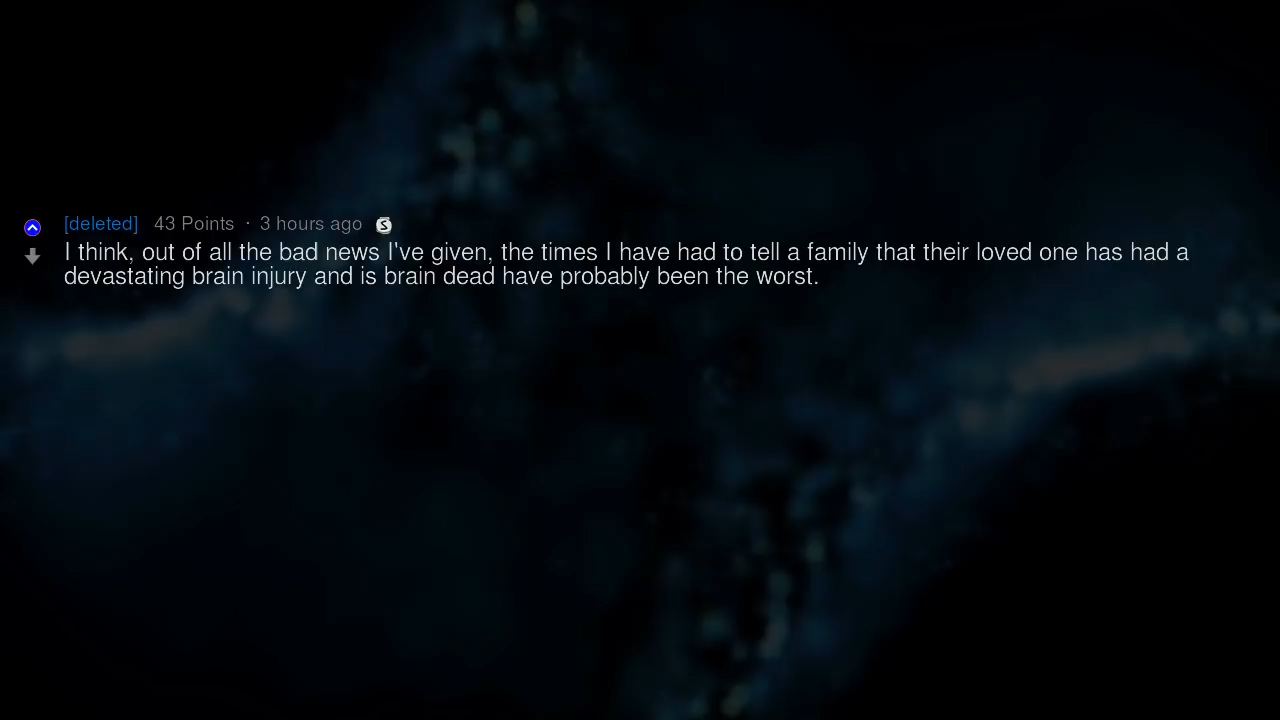 [deleted] 43 Points · 3 hours ago S
I think, out of all the bad news I've given, the times I have had to tell a family that their loved one has had a
devastating brain injury and is brain dead have probably been the worst.